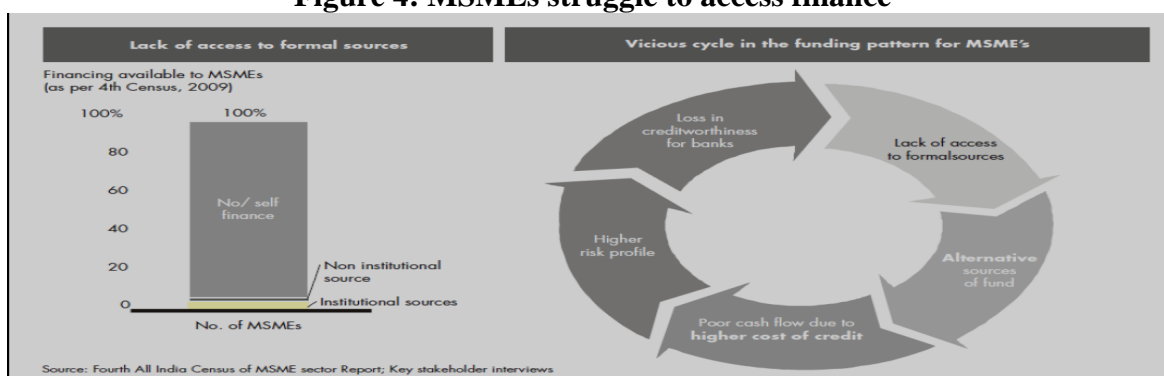 Figure 4: MSMEs struggle to access finance
Lack of access to formal sources
Financing available to MSMEs
(as per 4th Census, 2009)
100%
100%
80
60
40
20
0
No/ self
finance
Non institutional
source
Institutional sources
No. of MSMEs
Vicious cycle in the funding pattern for MSME's
Loss in
creditworthiness
for banks
Lack of access
to formalsources
Alternative
sources
of fund
Poor cash flow due to
higher cost of credit
Higher
risk profile
Source: Fourth All India Census of MSME sector Report; Key stakeholder interviews